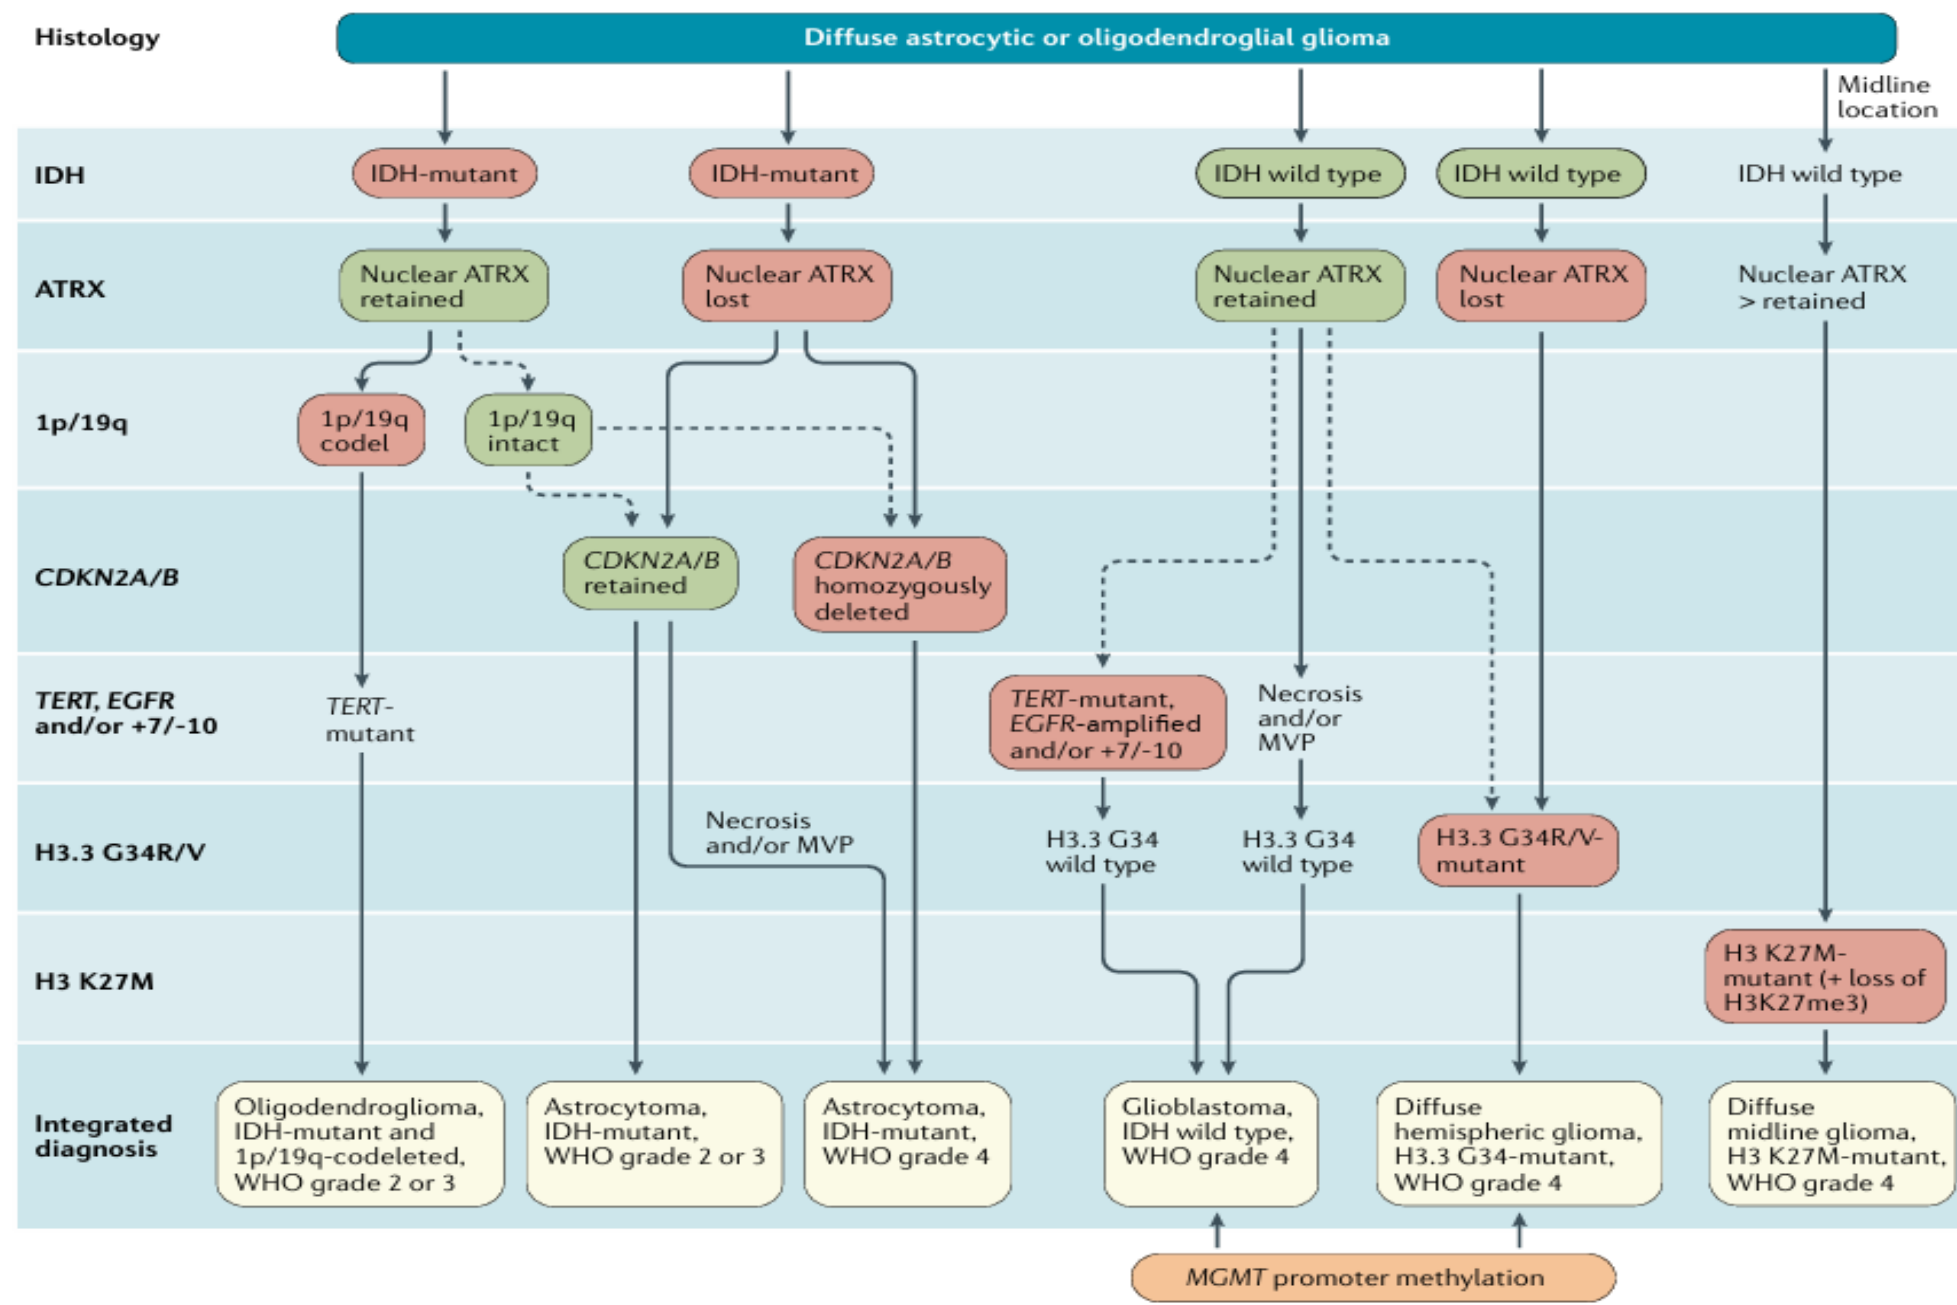 Histology
Diffuse astrocytic or oligodendroglial glioma
Midline
location
IDH
IDH-mutant
IDH-mutant
IDH wild type
IDH wild type
IDH wild type
ATRX
Nuclear ATRX
retained
Nuclear ATRX
lost
Nuclear ATRX
retained
Nuclear ATRX
lost
Nuclear ATRX
> retained
1p/19q
1p/19q
codel
1p/19q
intact
CDKN2A/B
CDKN2A/B
retained
CDKN2A/B
homozygously
deleted
TERT, EGFR
and/or +7/-10
TERT-
mutant
TERT-mutant,
EGFR-amplified
and/or +7/-10
Necrosis
and/or
MVP
H3.3 G34R/V
Necrosis
and/or MVP
H3.3 G34
wild type
H3.3 G34
wild type
H3.3 G34R/V-
mutant
H3 K27M
H3 K27M-
mutant (+ loss of
H3K27me3)
Integrated
diagnosis
Oligodendroglioma,
IDH-mutant and
1p/19q-codeleted,
WHO grade 2 or 3
Astrocytoma,
IDH-mutant,
WHO grade 2 or 3
Astrocytoma,
IDH-mutant,
WHO grade 4
Glioblastoma,
IDH wild type,
WHO grade 4
Diffuse
hemispheric glioma,
H3.3 G34-mutant,
WHO grade 4
Diffuse
midline glioma,
H3 K27M-mutant,
WHO grade 4
MGMT promoter methylation